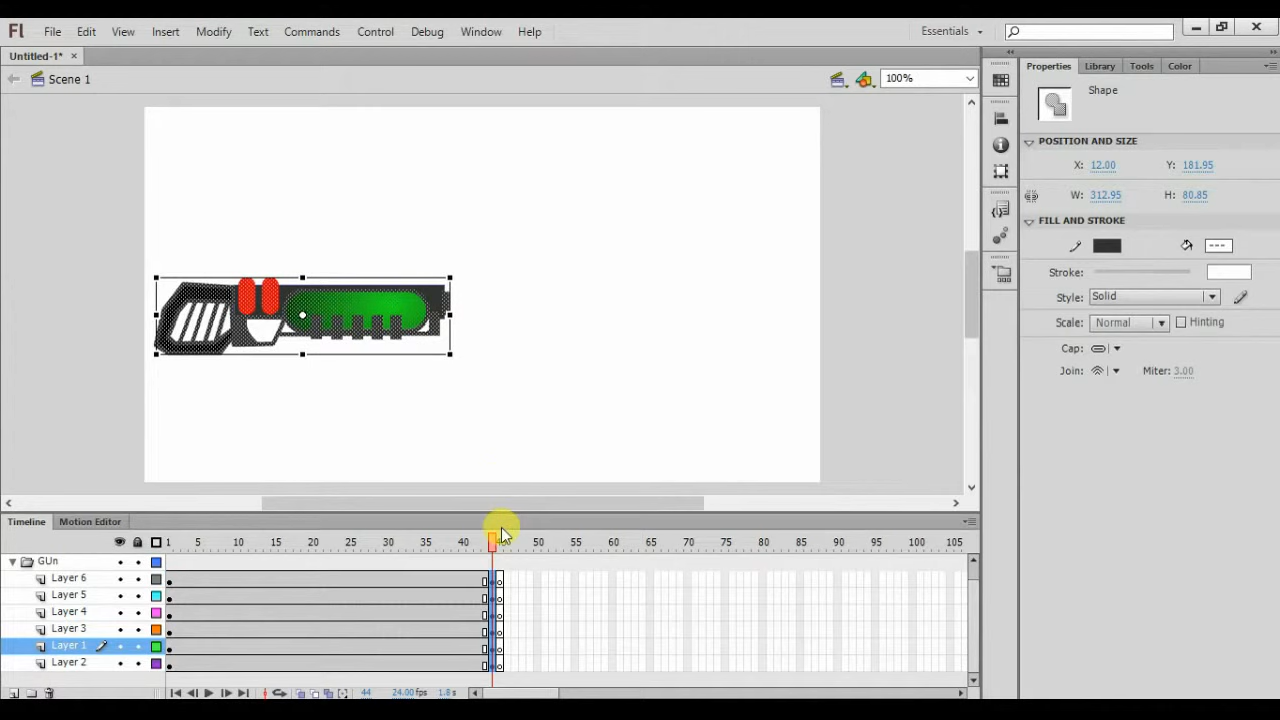 Fl File Edit View Insert Modify Text Commands Control Debug Window Help Essentials
Untitled-1* ×
Scene 1 100%
Properties Library Tools Color
Shape
POSITION AND SIZE
X: 12.00 Y: 181.95
W: 312.95 H: 80.85
FILL AND STROKE
Stroke:
Style: Solid
Scale: Normal Hinting
Cap:
Join: Miter: 3.00
Timeline Motion Editor
1 5 10 15 20 25 30 35 40 50 55 60 65 70 75 80 85 90 95 100 105
GUn
Layer 6
Layer 5
Layer 4
Layer 3
Layer 1
Layer 2
44 24.00 fps 1.8 s